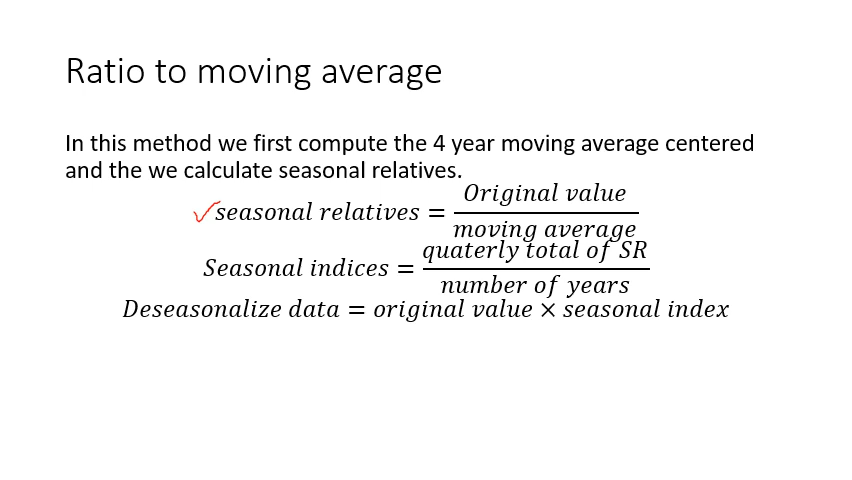 Ratio to moving average
In this method we first compute the 4 year moving average centered
and the we calculate seasonal relatives.
✓seasonal relatives = Original value / moving average
Seasonal indices = quaterly total of SR / number of years
Deseasonalize data = original value × seasonal index